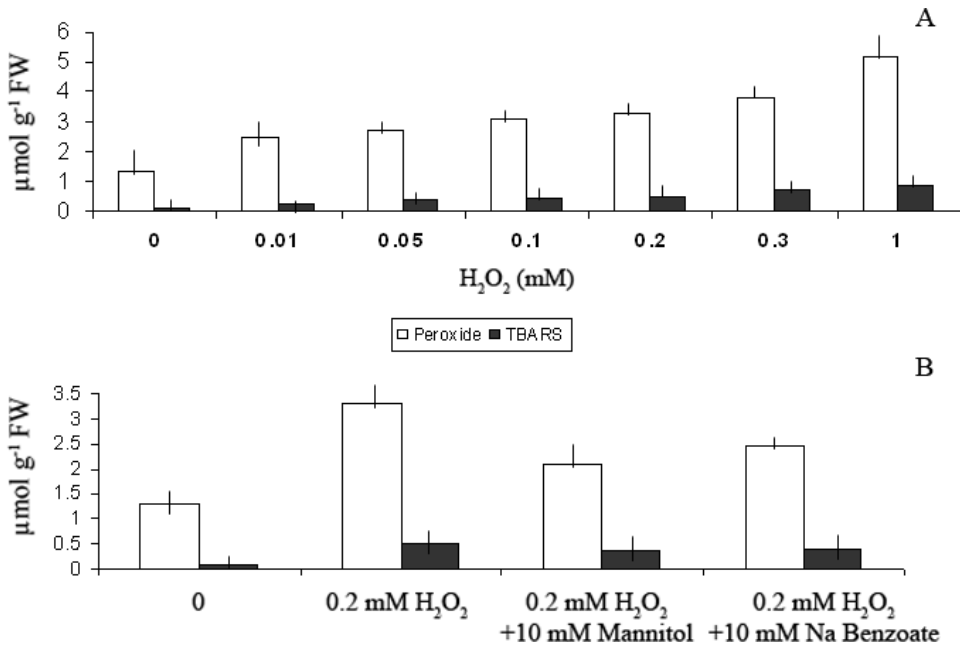 A
µmol g⁻¹ FW
6
5
4
3
2
1
0
0 0.01 0.05 0.1 0.2 0.3 1
H₂O₂ (mM)
Peroxide TBARS
B
µmol g⁻¹ FW
3.5
3
2.5
2
1.5
1
0.5
0
0 0.2 mM H₂O₂ 0.2 mM H₂O₂ 0.2 mM H₂O₂
+10 mM Mannitol +10 mM Na Benzoate